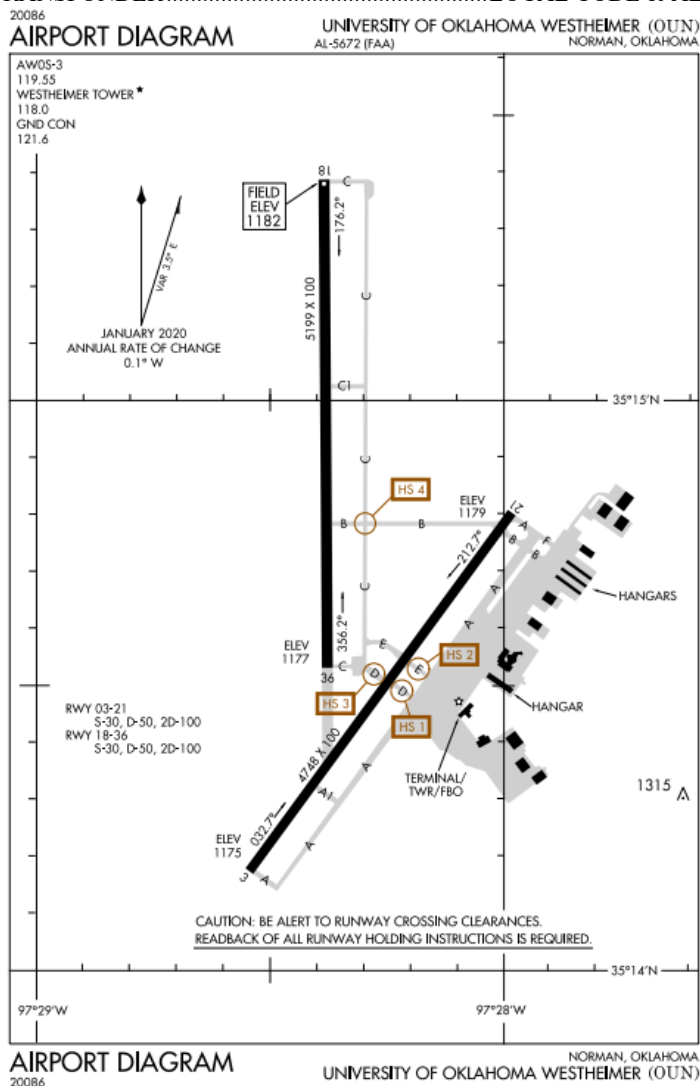 20086
AIRPORT DIAGRAM
AL-5672 (FAA)
UNIVERSITY OF OKLAHOMA WESTHEIMER (OUN)
NORMAN, OKLAHOMA
AWOS-3
119.55
WESTHEIMER TOWER *
118.0
GND CON
121.6
FIELD
ELEV
1182
18
C
176.2°
VAR 3.5° E
JANUARY 2020
ANNUAL RATE OF CHANGE
0.1° W
5199 X 100
C
C1
35°15'N
C
HS 4
ELEV
1179
21
A
F
B
B
B
B
212.7°
C
A
HANGARS
356.2°
A
E
ELEV
1177
C
36
D
E
HS 2
HS 3
D
HS 1
HANGAR
RWY 03-21
S-30, D-50, 2D-100
RWY 18-36
S-30, D-50, 2D-100
4748 X 100
A
A1
TERMINAL/
TWR/FBO
1315
032.7°
ELEV
1175
A
3
A
CAUTION: BE ALERT TO RUNWAY CROSSING CLEARANCES.
READBACK OF ALL RUNWAY HOLDING INSTRUCTIONS IS REQUIRED.
35°14'N
97°29'W
97°28'W
AIRPORT DIAGRAM
20086
NORMAN, OKLAHOMA
UNIVERSITY OF OKLAHOMA WESTHEIMER (OUN)